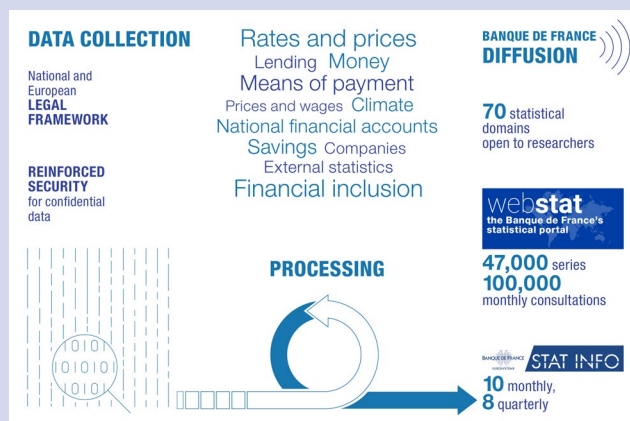 DATA COLLECTION
National and
European
LEGAL
FRAMEWORK
REINFORCED
SECURITY
for confidential
data
Rates and prices
Lending Money
Means of payment
Prices and wages Climate
National financial accounts
Savings Companies
External statistics
Financial inclusion
PROCESSING
BANQUE DE FRANCE
DIFFUSION
70 statistical
domains
open to researchers
webstat
the Banque de France's
statistical portal
47,000 series
100,000
monthly consultations
BANQUE DE FRANCE
EUROSYSTÈME
STAT INFO
10 monthly,
8 quarterly